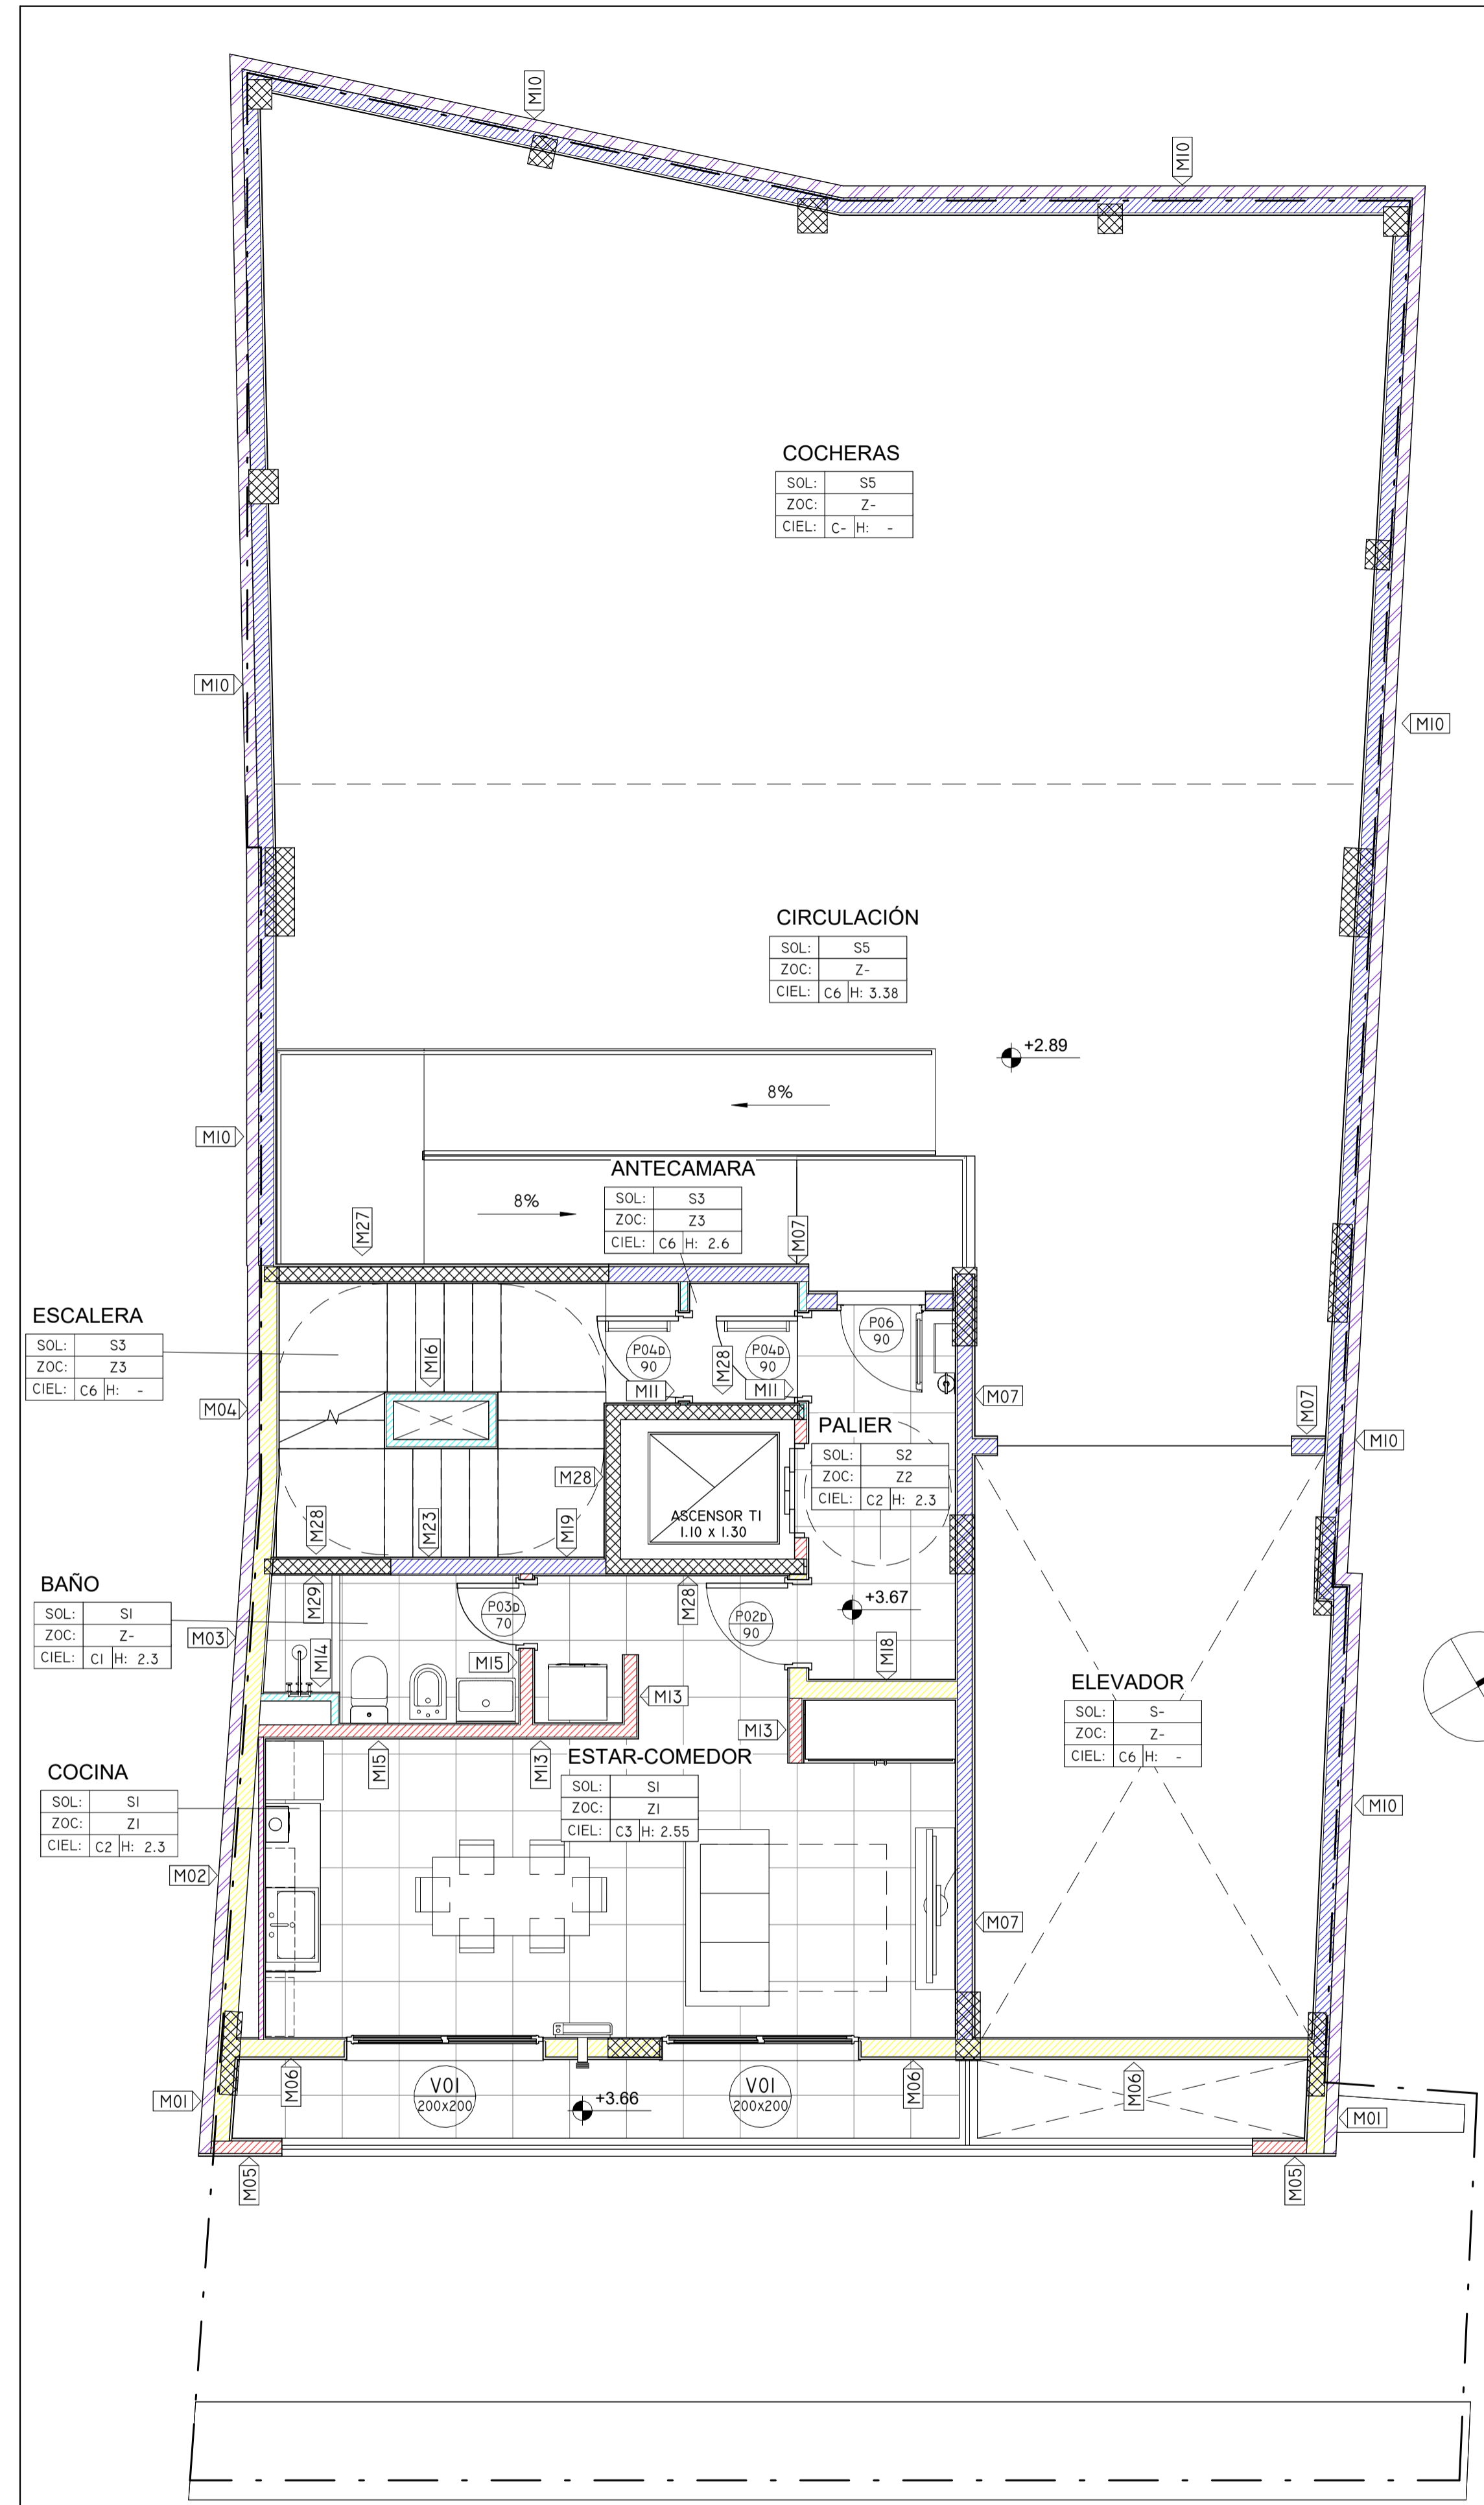 M10
M10
COCHERAS
SOL: S5
ZOC: Z-
CIEL: C- H: -
M10
M10
CIRCULACIÓN
SOL: S5
ZOC: Z-
CIEL: C6 H: 3.38
+2.89
8%
M10
ANTECAMARA
SOL: S3
ZOC: Z3
CIEL: C6 H: 2.6
8%
M27
M07
ESCALERA
SOL: S3
ZOC: Z3
CIEL: C6 H: -
P06
90
P04D
90
P04D
90
M16
M28
M11
M11
M07
M07
M04
PALIER
SOL: S2
ZOC: Z2
CIEL: C2 H: 2.3
M10
M28
ASCENSOR T1
1.10 x 1.30
M28
M23
M19
BAÑO
SOL: S1
ZOC: Z-
CIEL: C1 H: 2.3
M29
M28
P03D
70
P02D
90
+3.67
M03
M14
M15
M18
M13
ELEVADOR
SOL: S-
ZOC: Z-
CIEL: C6 H: -
M13
M15
M13
ESTAR-COMEDOR
SOL: S1
ZOC: Z1
CIEL: C3 H: 2.55
COCINA
SOL: S1
ZOC: Z1
CIEL: C2 H: 2.3
M10
M02
M07
M06
V01
200x200
V01
200x200
M06
M06
M01
+3.66
M01
M05
M05